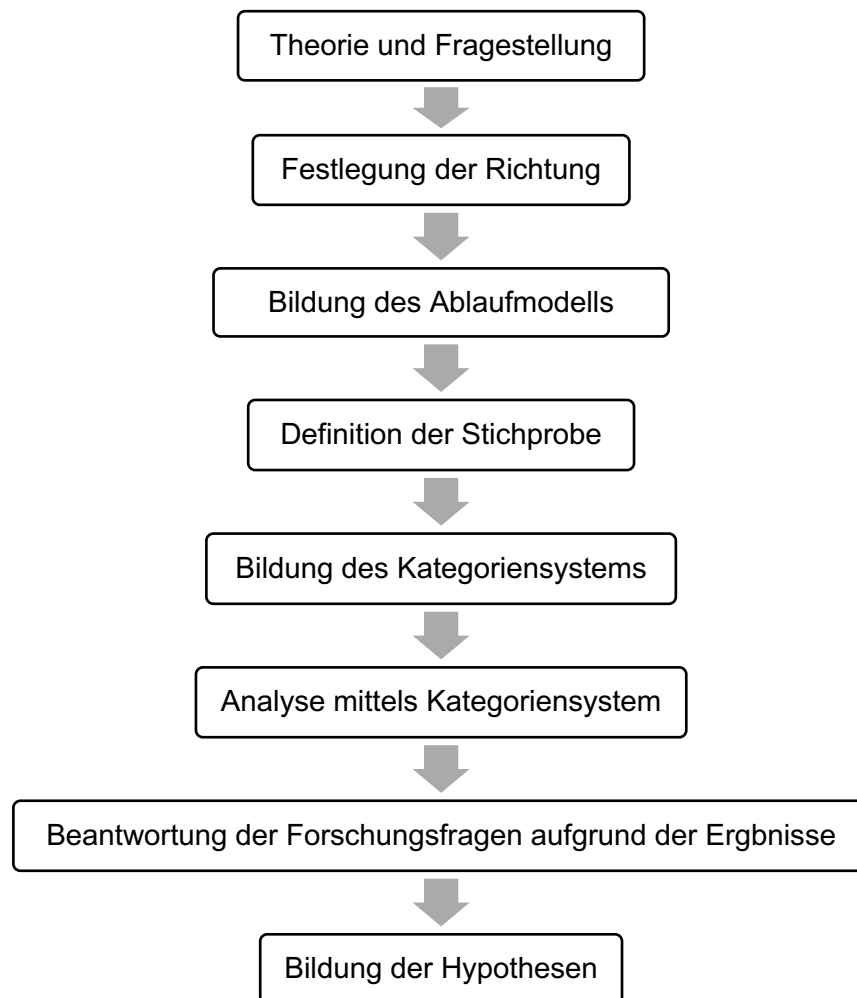 Theorie und Fragestellung
Festlegung der Richtung
Bildung des Ablaufmodells
Definition der Stichprobe
Bildung des Kategoriensystems
Analyse mittels Kategoriensystem
Beantwortung der Forschungsfragen aufgrund der Ergbnisse
Bildung der Hypothesen